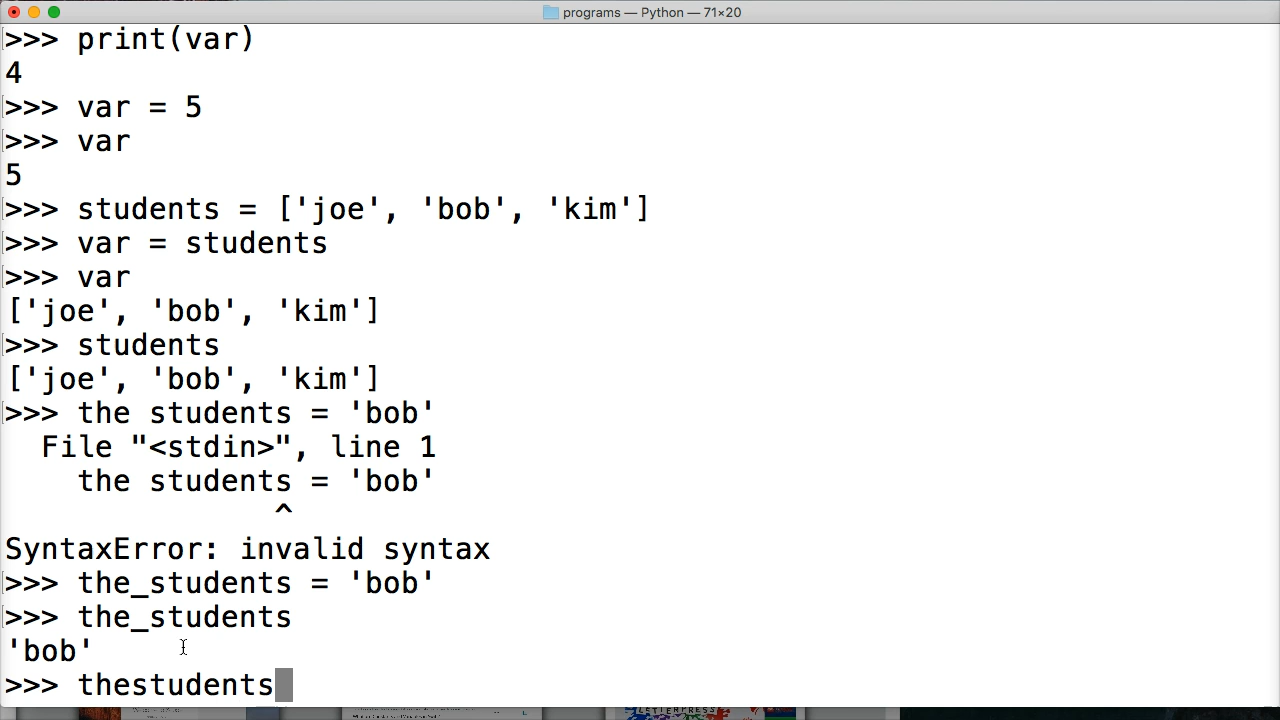 programs — Python — 71×20
>>> print(var)
4
>>> var = 5
>>> var
5
>>> students = ['joe', 'bob', 'kim']
>>> var = students
>>> var
['joe', 'bob', 'kim']
>>> students
['joe', 'bob', 'kim']
>>> the students = 'bob'
  File "<stdin>", line 1
    the students = 'bob'
               ^
SyntaxError: invalid syntax
>>> the_students = 'bob'
>>> the_students
'bob'
>>> thestudents
LETTERPRESS